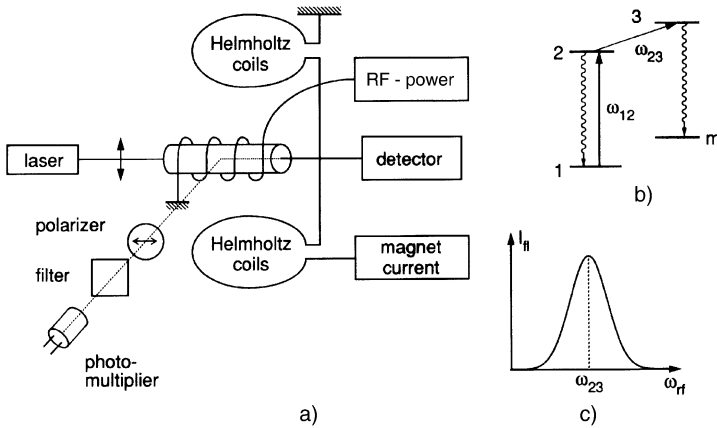 Helmholtz
coils
RF - power
laser
detector
polarizer
Helmholtz
coils
magnet
current
filter
photo-
multiplier
a)
3
2
ω23
ω12
m
1
b)
Ifl
ω23
ωrf
c)